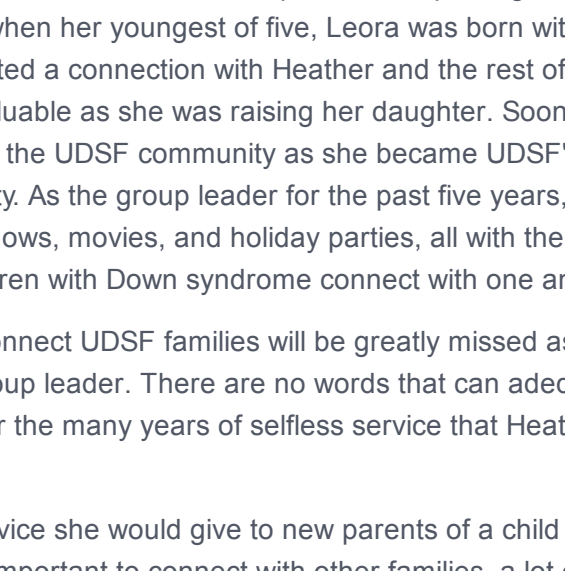 when her youngest of five, Leora was born wit
ted a connection with Heather and the rest of
luable as she was raising her daughter. Soon
the UDSF community as she became UDSF'
ty. As the group leader for the past five years,
ows, movies, and holiday parties, all with the
ren with Down syndrome connect with one an
onnect UDSF families will be greatly missed as
oup leader. There are no words that can adec
r the many years of selfless service that Heat
vice she would give to new parents of a child
mportant to connect with other families, a lot